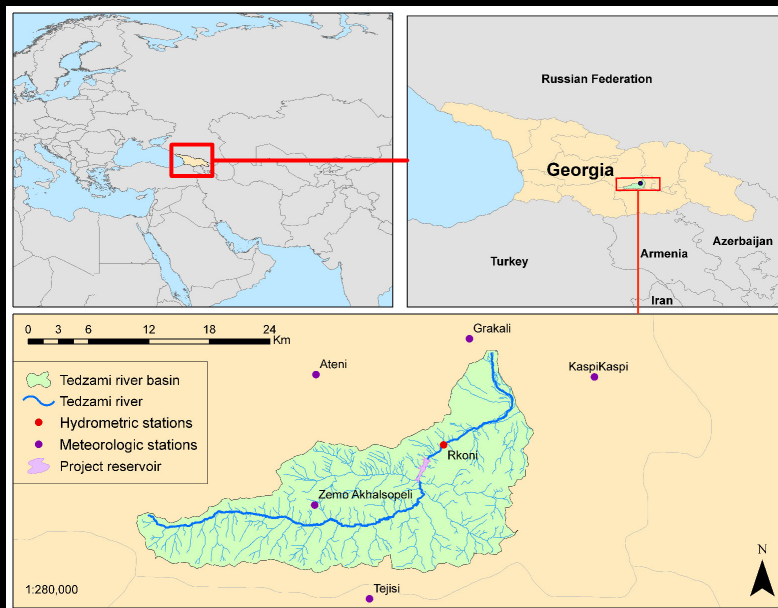 Russian Federation
Georgia
Azerbaijan
Armenia
Turkey
Iran
0 3 6 12 18 24
Km
Grakali
Ateni
KaspiKaspi
Tedzami river basin
Tedzami river
Hydrometric stations
Meteorologic stations
Project reservoir
Rkoni
Zemo Akhalsopeli
Tejisi
1:280,000
N